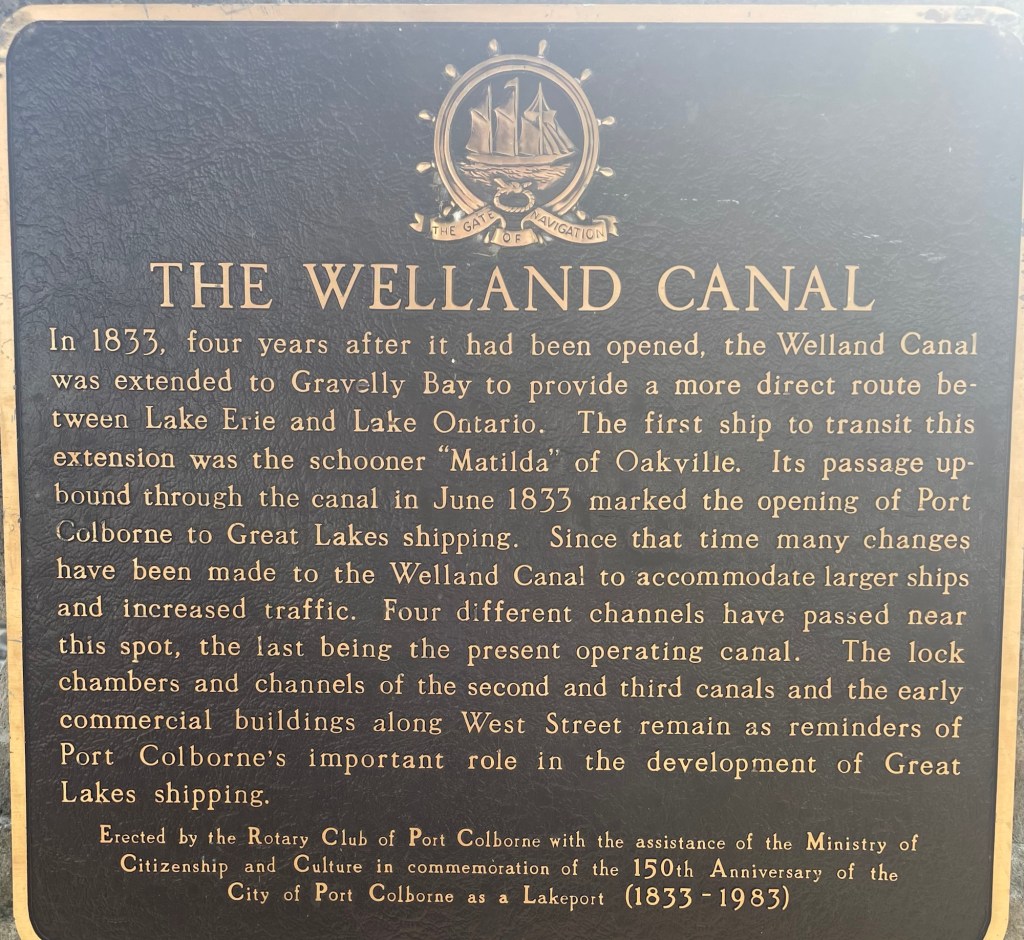 THE GATE OF NAVIGATION
THE WELLAND CANAL
In 1833, four years after it had been opened, the Welland Canal
was extended to Gravelly Bay to provide a more direct route be-
tween Lake Erie and Lake Ontario. The first ship to transit this
extension was the schooner “Matilda” of Oakville. Its passage up-
bound through the canal in June 1833 marked the opening of Port
Colborne to Great Lakes shipping. Since that time many changes
have been made to the Welland Canal to accommodate larger ships
and increased traffic. Four different channels have passed near
this spot, the last being the present operating canal. The lock
chambers and channels of the second and third canals and the early
commercial buildings along West Street remain as reminders of
Port Colborne's important role in the development of Great
Lakes shipping.
Erected by the Rotary Club of Port Colborne with the assistance of the Ministry of
Citizenship and Culture in commemoration of the 150th Anniversary of the
City of Port Colborne as a Lakeport (1833-1983)